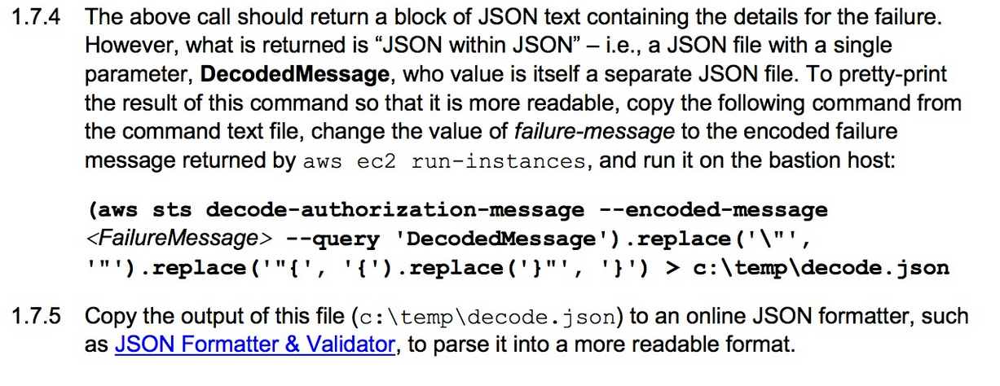 1.7.4 The above call should return a block of JSON text containing the details for the failure.
However, what is returned is “JSON within JSON” – i.e., a JSON file with a single
parameter, DecodedMessage, who value is itself a separate JSON file. To pretty-print
the result of this command so that it is more readable, copy the following command from
the command text file, change the value of failure-message to the encoded failure
message returned by aws ec2 run-instances, and run it on the bastion host:
(aws sts decode-authorization-message --encoded-message
<FailureMessage> --query 'DecodedMessage').replace('\"',
'"').replace('"{', '{').replace('}"', '}') > c:\temp\decode.json
1.7.5 Copy the output of this file (c:\temp\decode.json) to an online JSON formatter, such
as JSON Formatter & Validator, to parse it into a more readable format.